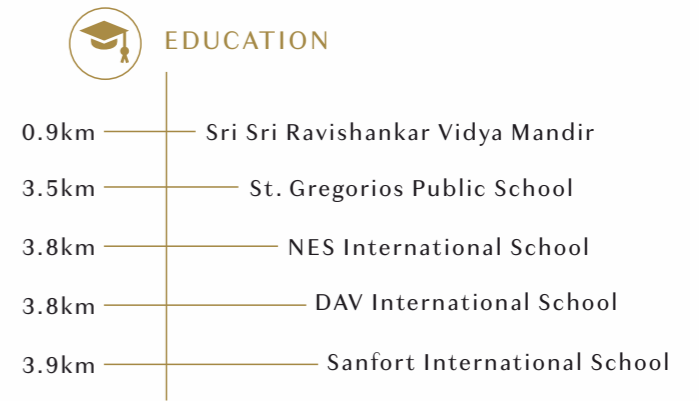 EDUCATION
0.9km Sri Sri Ravishankar Vidya Mandir
3.5km St. Gregorios Public School
3.8km NES International School
3.8km DAV International School
3.9km Sanfort International School